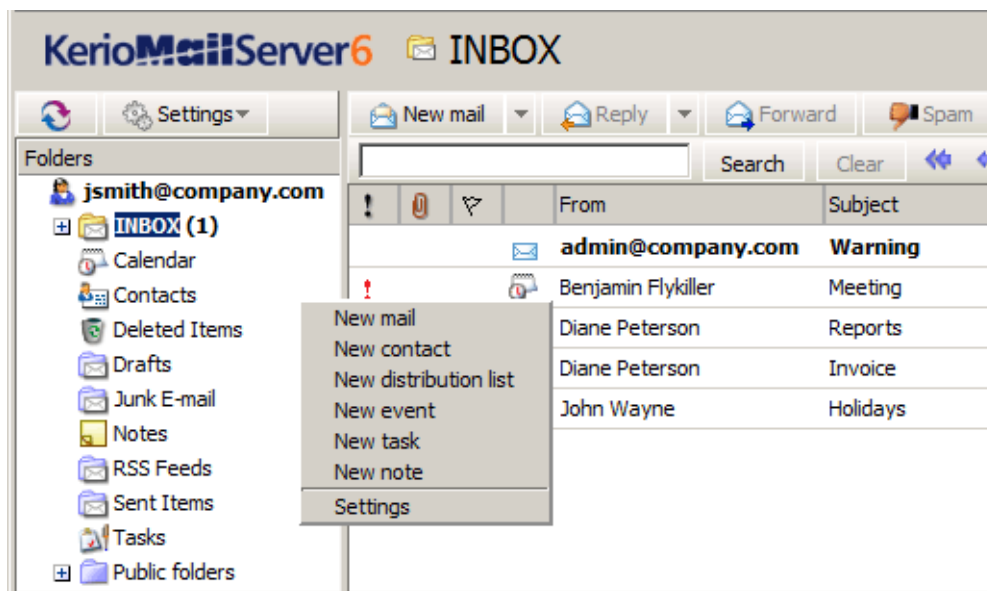 KerioMailServer6 INBOX
Settings New mail Reply Forward Spam
Folders Search Clear
jsmith@company.com
! From Subject
INBOX (1)
admin@company.com Warning
Calendar
! Benjamin Flykiller Meeting
Contacts
New mail
Deleted Items
Diane Peterson Reports
New contact
Drafts
Diane Peterson Invoice
New distribution list
Junk E-mail
New event
John Wayne Holidays
Notes
New task
RSS Feeds
New note
Sent Items
Settings
Tasks
Public folders